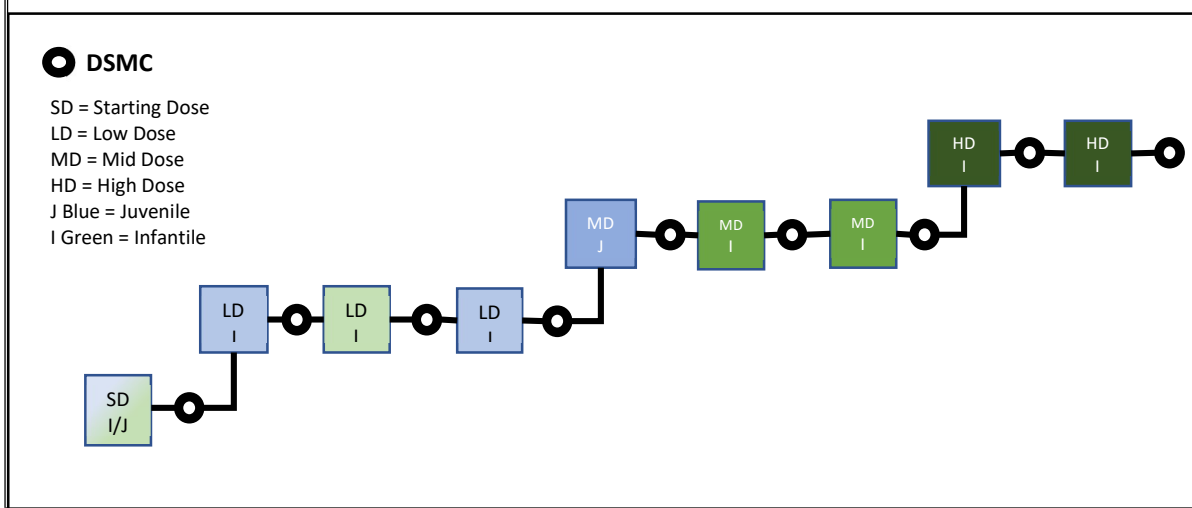 DSMC
SD = Starting Dose
LD = Low Dose
MD = Mid Dose
HD = High Dose
J Blue = Juvenile
I Green = Infantile
SD
I/J
LD
I
LD
I
LD
I
MD
J
MD
I
MD
I
HD
I
HD
I